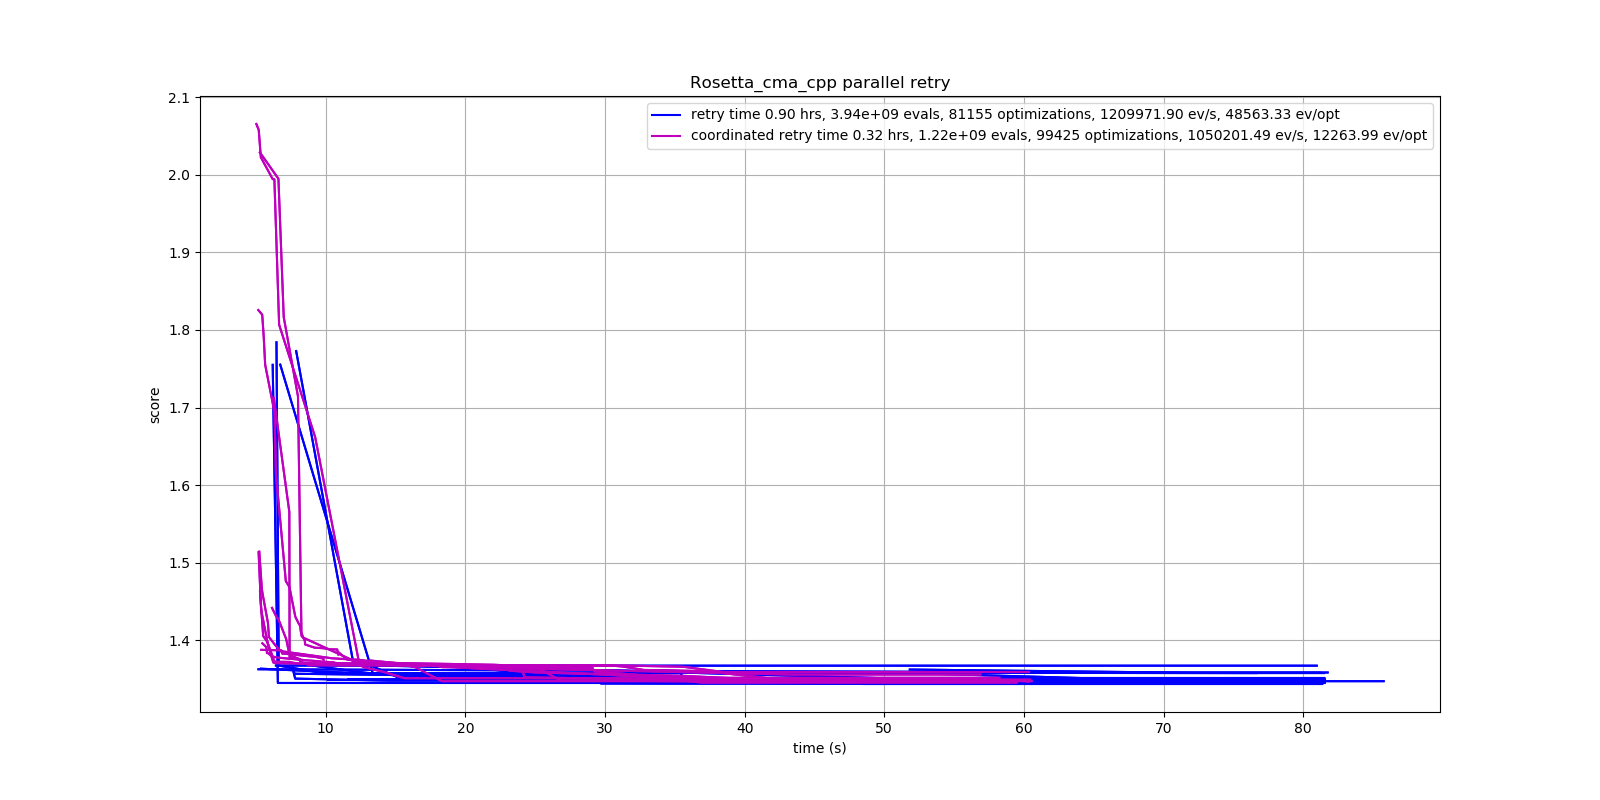 Rosetta_cma_cpp parallel retry
retry time 0.90 hrs, 3.94e+09 evals, 81155 optimizations, 1209971.90 ev/s, 48563.33 ev/opt
coordinated retry time 0.32 hrs, 1.22e+09 evals, 99425 optimizations, 1050201.49 ev/s, 12263.99 ev/opt
2.1
2.0
1.9
1.8
1.7
1.6
1.5
1.4
score
10 20 30 40 50 60 70 80
time (s)